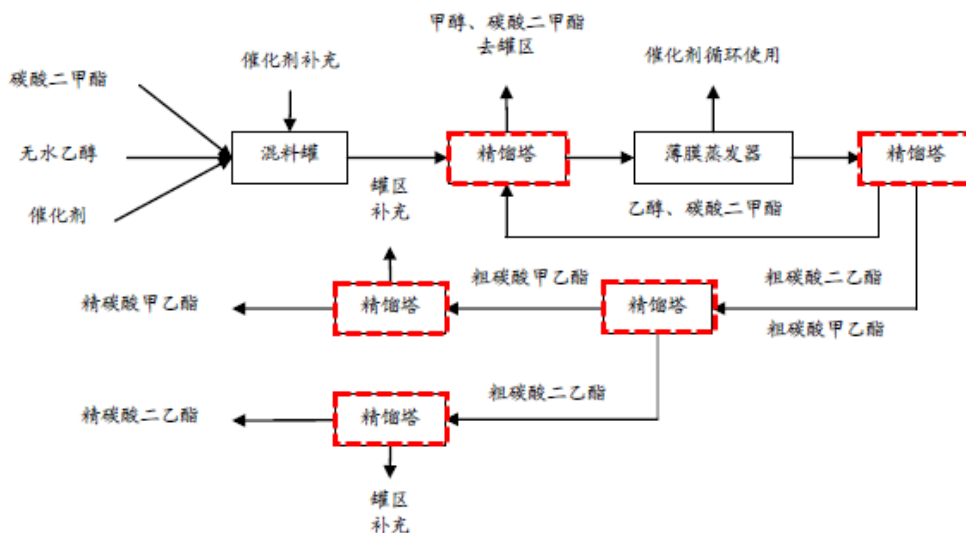 甲醇、碳酸二甲酯
去罐区
催化剂补充
催化剂循环使用
碳酸二甲酯
无水乙醇
催化剂
混料罐
精馏塔
薄膜蒸发器
精馏塔
罐区
补充
乙醇、碳酸二甲酯
精碳酸甲乙酯
精馏塔
粗碳酸甲乙酯
精馏塔
粗碳酸二乙酯
粗碳酸甲乙酯
精碳酸二乙酯
精馏塔
粗碳酸二乙酯
罐区
补充